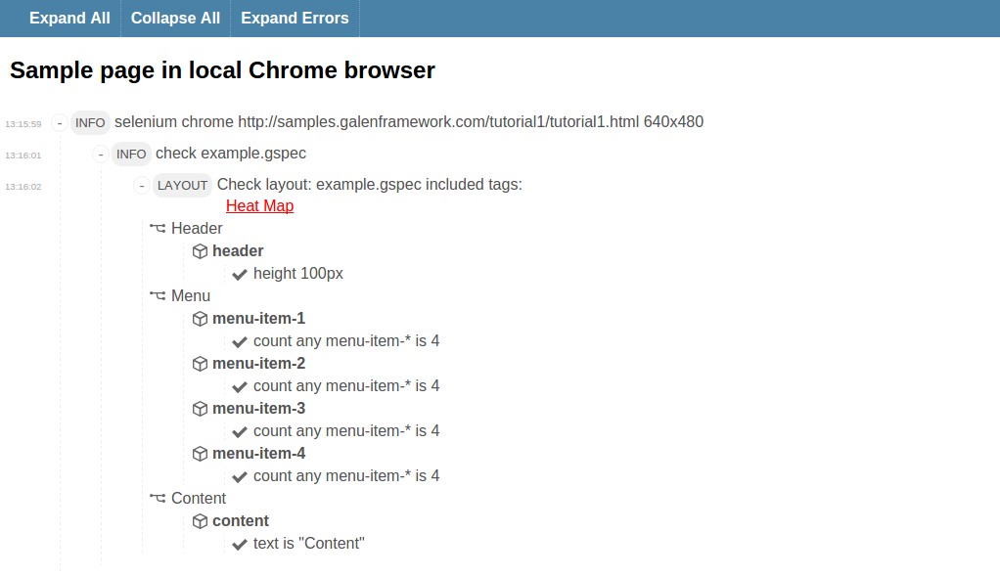 Expand All Collapse All Expand Errors
Sample page in local Chrome browser
13:15:59 - INFO selenium chrome http://samples.galenframework.com/tutorial1/tutorial1.html 640x480
13:16:01 - INFO check example.gspec
13:16:02 - LAYOUT Check layout: example.gspec included tags:
Heat Map
Header
header
height 100px
Menu
menu-item-1
count any menu-item-* is 4
menu-item-2
count any menu-item-* is 4
menu-item-3
count any menu-item-* is 4
menu-item-4
count any menu-item-* is 4
Content
content
text is "Content"